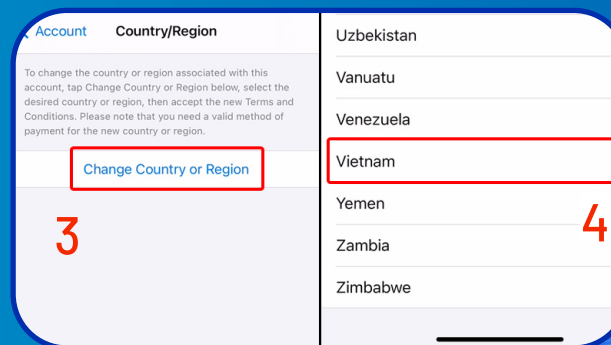 Account
Country/Region
To change the country or region associated with this
account, tap Change Country or Region below, select the
desired country or region, then accept the new Terms and
Conditions. Please note that you need a valid method of
payment for the new country or region.
Change Country or Region
3
Uzbekistan
Vanuatu
Venezuela
Vietnam
Yemen
4
Zambia
Zimbabwe